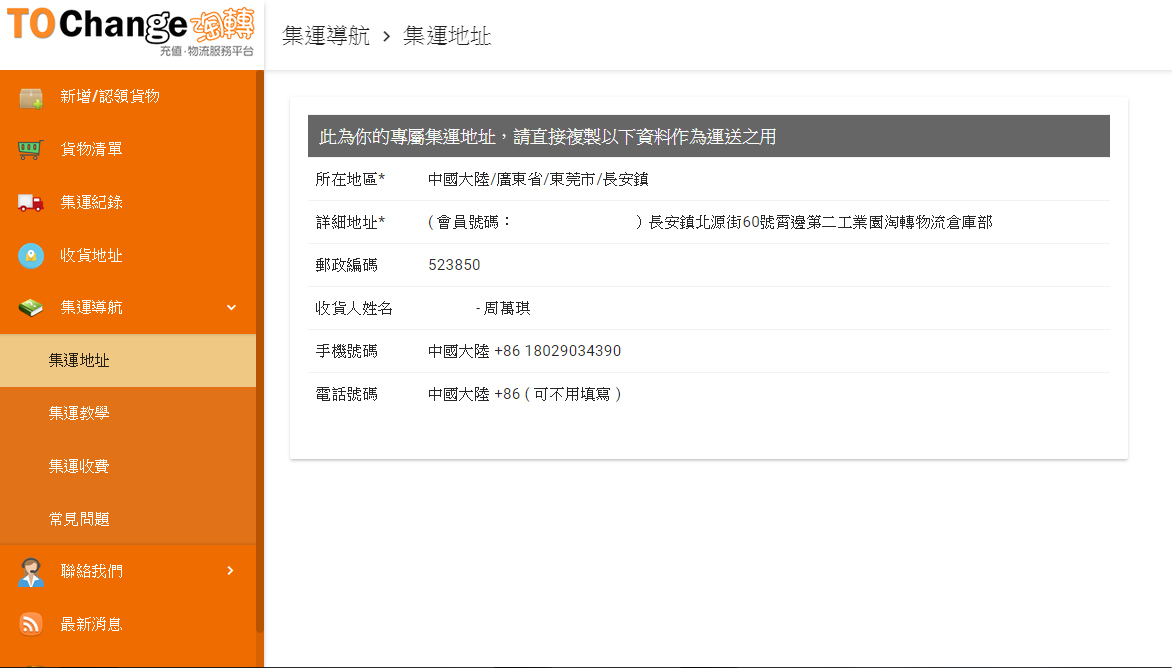 TO Change 淘轉
充值·物流服務平台
集運導航 › 集運地址
新增/認領貨物
貨物清單
集運紀錄
收貨地址
集運導航
集運地址
集運教學
集運收費
常見問題
聯絡我們
最新消息
此為你的專屬集運地址，請直接複製以下資料作為運送之用
所在地區* 中國大陸/廣東省/東莞市/長安鎮
詳細地址* (會員號碼： ) 長安鎮北源街60號霄邊第二工業園淘轉物流倉庫部
郵政編碼 523850
收貨人姓名 - 周萬琪
手機號碼 中國大陸 +86 18029034390
電話號碼 中國大陸 +86 ( 可不用填寫 )